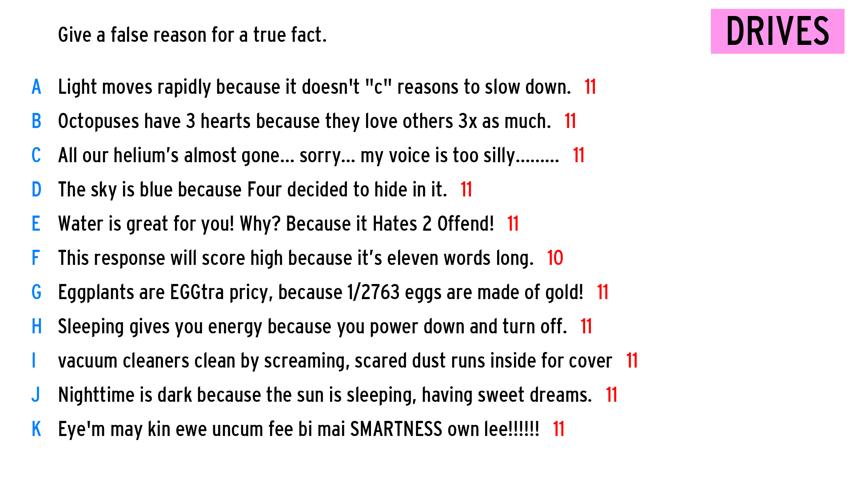 Give a false reason for a true fact.
DRIVES
A Light moves rapidly because it doesn't "c" reasons to slow down. 11
B Octopuses have 3 hearts because they love others 3x as much. 11
C All our helium's almost gone... sorry... my voice is too silly......... 11
D The sky is blue because Four decided to hide in it. 11
E Water is great for you! Why? Because it Hates 2 Offend! 11
F This response will score high because it's eleven words long. 10
G Eggplants are EGGtra pricy, because 1/2763 eggs are made of gold! 11
H Sleeping gives you energy because you power down and turn off. 11
I vacuum cleaners clean by screaming, scared dust runs inside for cover 11
J Nighttime is dark because the sun is sleeping, having sweet dreams. 11
K Eye'm may kin ewe uncum fee bi mai SMARTNESS own lee!!!!!! 11